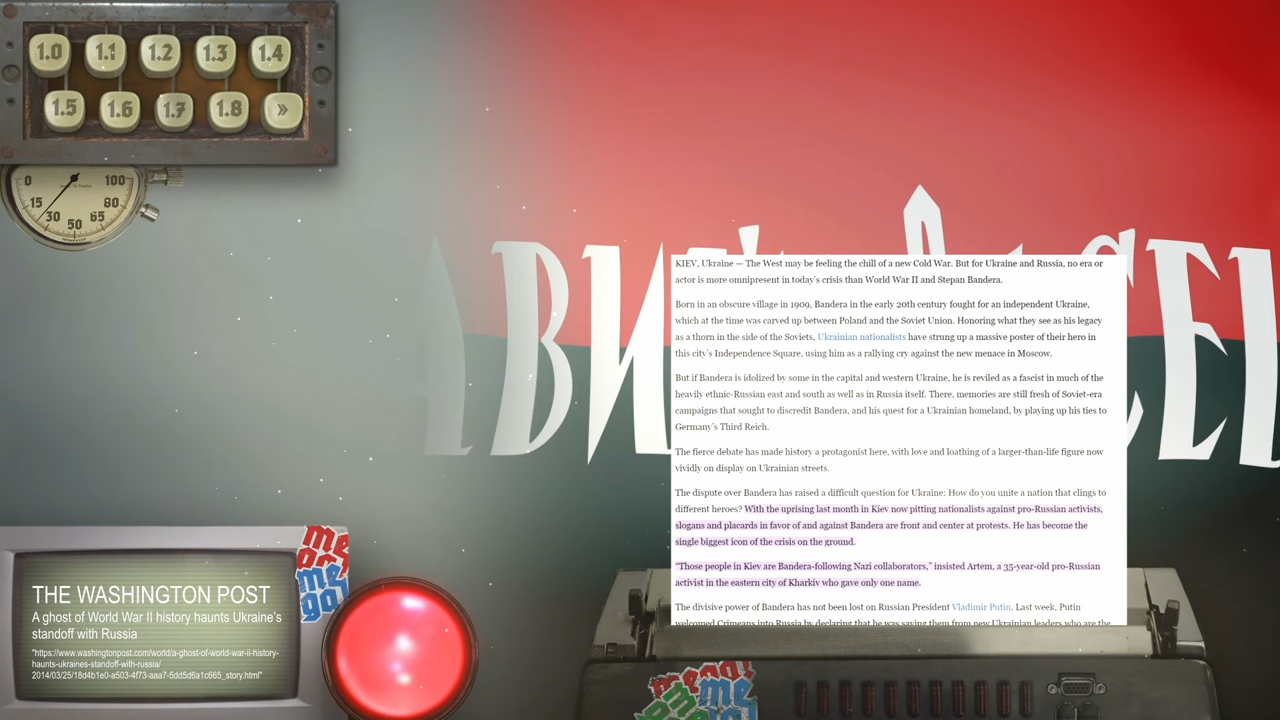 1.0 1.1 1.2 1.3 1.4
1.5 1.6 1.7 1.8 »
0 100
15 80
30 50 65
KIEV, Ukraine — The West may be feeling the chill of a new Cold War. But for Ukraine and Russia, no era or
actor is more omnipresent in today's crisis than World War II and Stepan Bandera.
Born in an obscure village in 1909, Bandera in the early 20th century fought for an independent Ukraine,
which at the time was carved up between Poland and the Soviet Union. Honoring what they see as his legacy
as a thorn in the side of the Soviets, Ukrainian nationalists have strung up a massive poster of their hero in
this city's Independence Square, using him as a rallying cry against the new menace in Moscow.
But if Bandera is idolized by some in the capital and western Ukraine, he is reviled as a fascist in much of the
heavily ethnic-Russian east and south as well as in Russia itself. There, memories are still fresh of Soviet-era
campaigns that sought to discredit Bandera, and his quest for a Ukrainian homeland, by playing up his ties to
Germany's Third Reich.
The fierce debate has made history a protagonist here, with love and loathing of a larger-than-life figure now
vividly on display on Ukrainian streets.
The dispute over Bandera has raised a difficult question for Ukraine: How do you unite a nation that clings to
different heroes? With the uprising last month in Kiev now pitting nationalists against pro-Russian activists,
slogans and placards in favor of and against Bandera are front and center at protests. He has become the
single biggest icon of the crisis on the ground.
"Those people in Kiev are Bandera-following Nazi collaborators," insisted Artem, a 35-year-old pro-Russian
activist in the eastern city of Kharkiv who gave only one name.
The divisive power of Bandera has not been lost on Russian President Vladimir Putin. Last week, Putin
welcomed Crimeans into Russia by declaring that he was saving them from new Ukrainian leaders who are the
THE WASHINGTON POST
A ghost of World War II history haunts Ukraine's
standoff with Russia
"https://www.washingtonpost.com/world/a-ghost-of-world-war-ii-history-
haunts-ukraines-standoff-with-russia/
2014/03/25/18d4b1e0-a503-4f73-aaa7-5dd5d6a1c665_story.html"